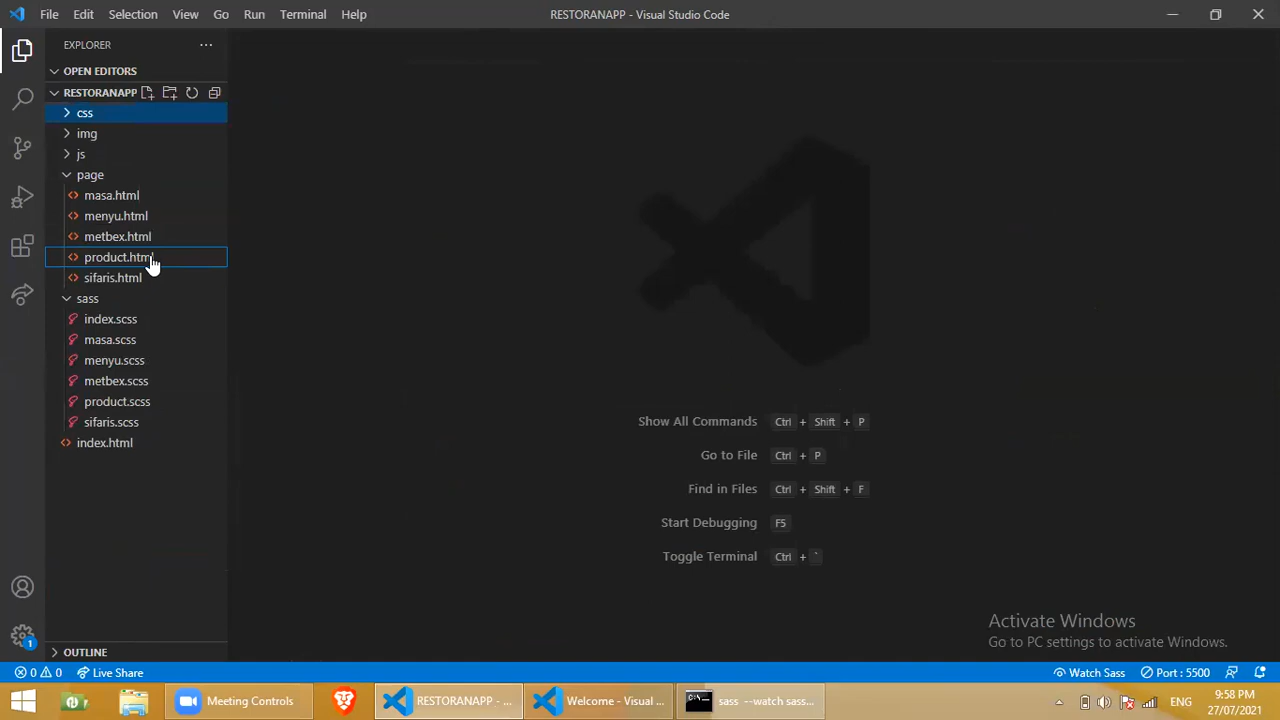 File Edit Selection View Go Run Terminal Help RESTORANAPP - Visual Studio Code
EXPLORER
OPEN EDITORS
RESTORANAPP
css
img
js
page
masa.html
menyu.html
metbex.html
product.html
sifaris.html
sass
index.scss
masa.scss
menyu.scss
metbex.scss
product.scss
sifaris.scss
index.html
Show All Commands Ctrl + Shift + P
Go to File Ctrl + P
Find in Files Ctrl + Shift + F
Start Debugging F5
Toggle Terminal Ctrl + `
Activate Windows
Go to PC settings to activate Windows.
1
OUTLINE
0 0 Live Share Watch Sass Port : 5500
Meeting Controls RESTORANAPP - ... Welcome - Visual ... sass --watch sass... ENG 9:58 PM
27/07/2021